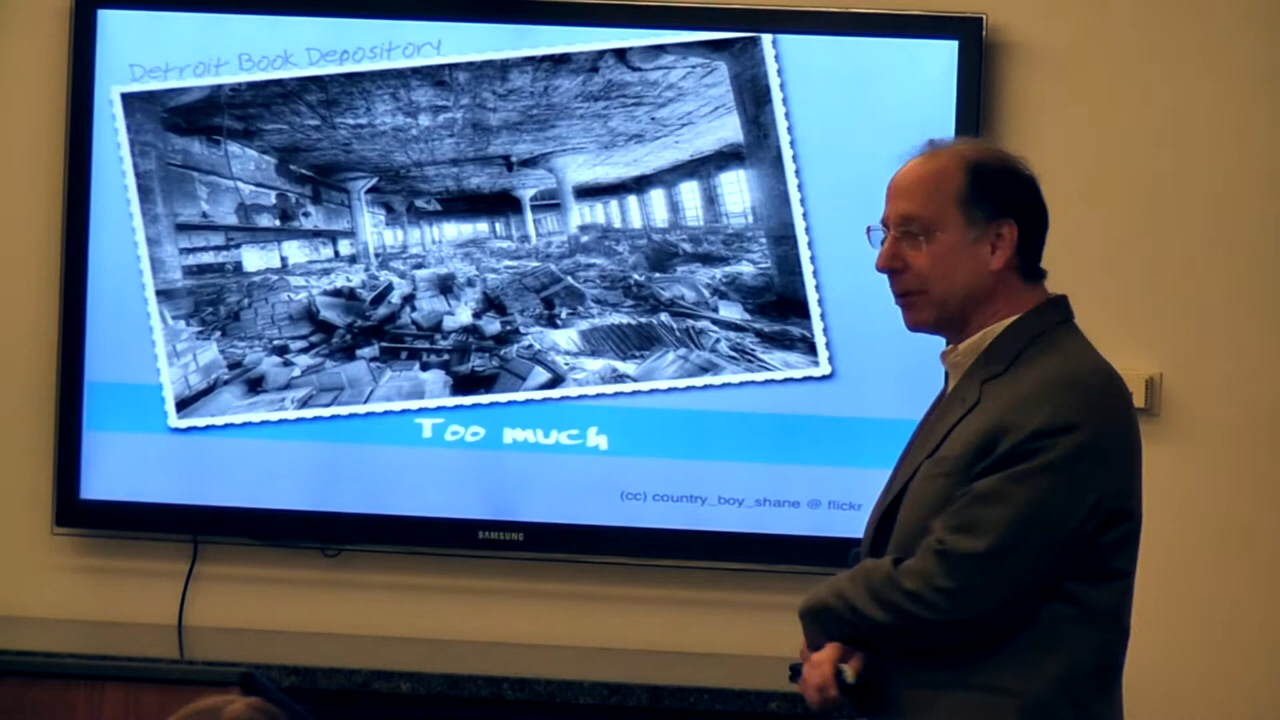 Detroit Book Depository
Too much
(cc) country_boy_shane @ flickr
SAMSUNG